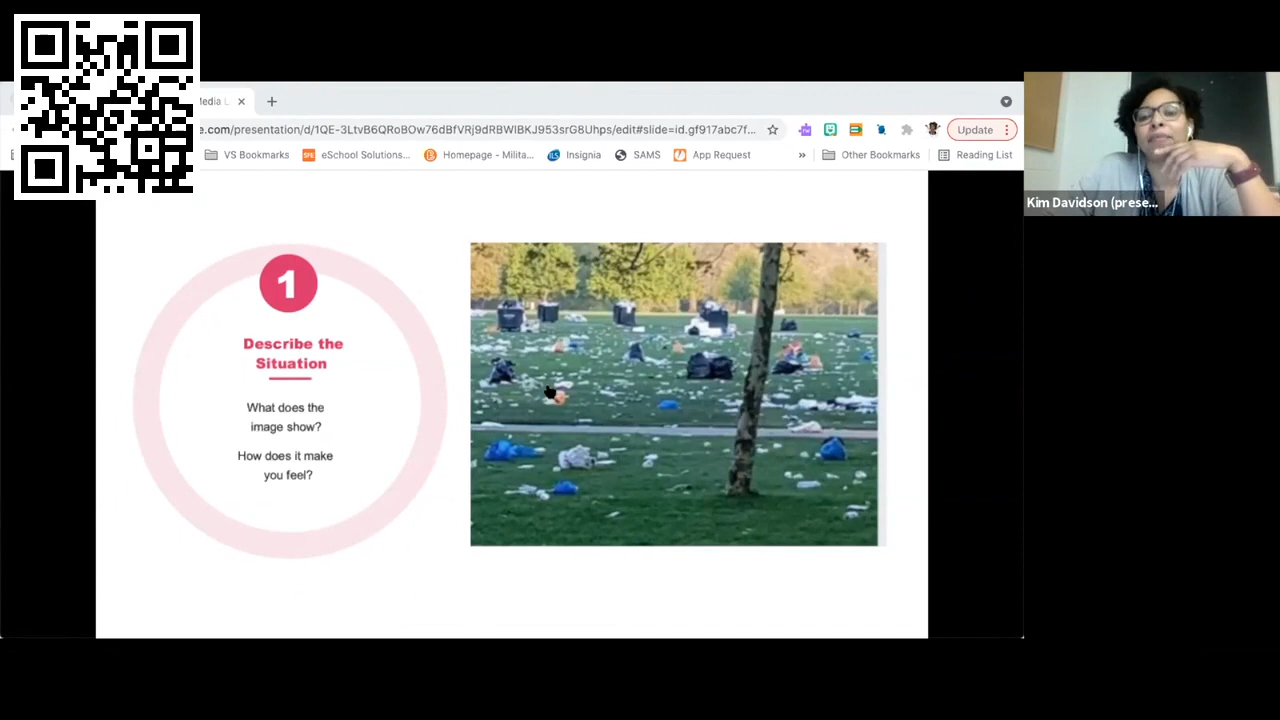 Media L
e.com/presentation/d/1QE-3LtvB6QRoBOw76dBfVRj9dRBWlBKJ953srG8Uhps/edit#slide=id.gf917abc7f...
Update
VS Bookmarks
eSchool Solutions...
Homepage - Milita...
Insignia
SAMS
App Request
»
Other Bookmarks
Reading List
Kim Davidson (prese...
1
Describe the
Situation
What does the
image show?
How does it make
you feel?